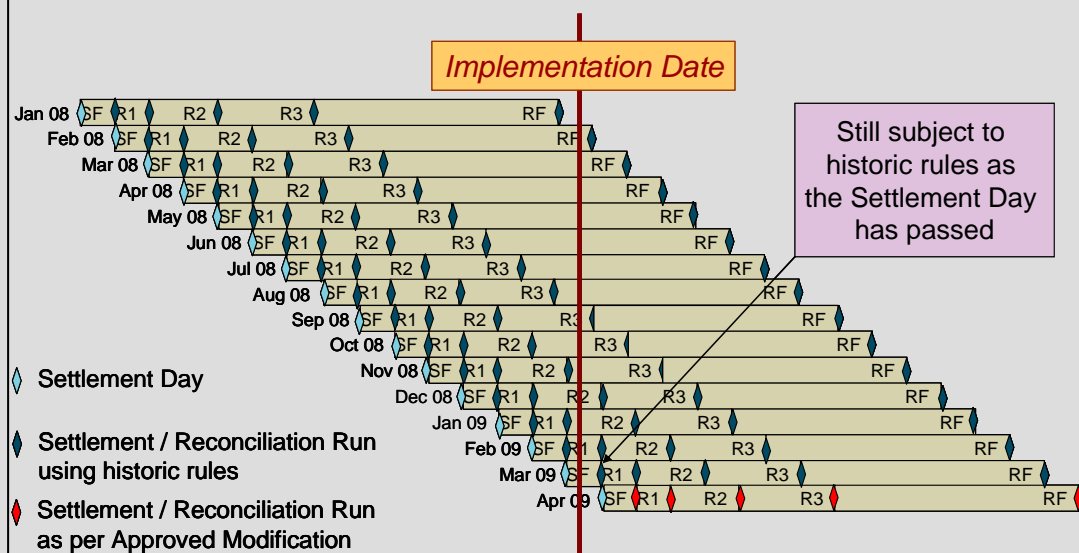 Implementation Date
Jan 08 SF R1 R2 R3 RF
Feb 08 SF R1 R2 R3 RF
Mar 08 SF R1 R2 R3 RF
Apr 08 SF R1 R2 R3 RF
May 08 SF R1 R2 R3 RF
Jun 08 SF R1 R2 R3 RF
Jul 08 SF R1 R2 R3 RF
Aug 08 SF R1 R2 R3 RF
Sep 08 SF R1 R2 R3 RF
Oct 08 SF R1 R2 R3 RF
Nov 08 SF R1 R2 R3 RF
Dec 08 SF R1 R2 R3 RF
Jan 09 SF R1 R2 R3 RF
Feb 09 SF R1 R2 R3 RF
Mar 09 SF R1 R2 R3 RF
Apr 09 SF R1 R2 R3 RF
Still subject to
historic rules as
the Settlement Day
has passed
Settlement Day
Settlement / Reconciliation Run
using historic rules
Settlement / Reconciliation Run
as per Approved Modification